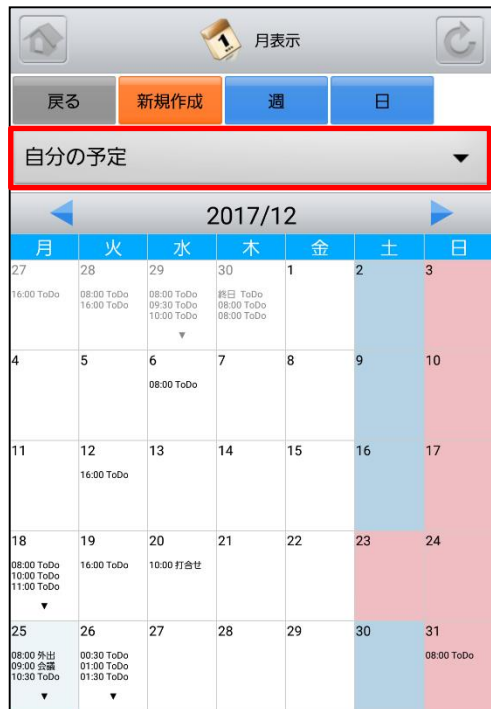 1
月表示
戻る 新規作成 週 日
自分の予定 ▼
2017/12
月 火 水 木 金 土 日
27 28 29 30 1 2 3
16:00 ToDo 08:00 ToDo 08:00 ToDo 終日 ToDo
16:00 ToDo 09:30 ToDo 08:00 ToDo
10:00 ToDo 08:00 ToDo
▼
4 5 6 7 8 9 10
08:00 ToDo
11 12 13 14 15 16 17
16:00 ToDo
18 19 20 21 22 23 24
08:00 ToDo 16:00 ToDo 10:00 打合せ
10:00 ToDo
11:00 ToDo
▼
25 26 27 28 29 30 31
08:00 外出 00:30 ToDo 08:00 ToDo
09:00 会議 01:00 ToDo
10:30 ToDo 01:30 ToDo
▼ ▼